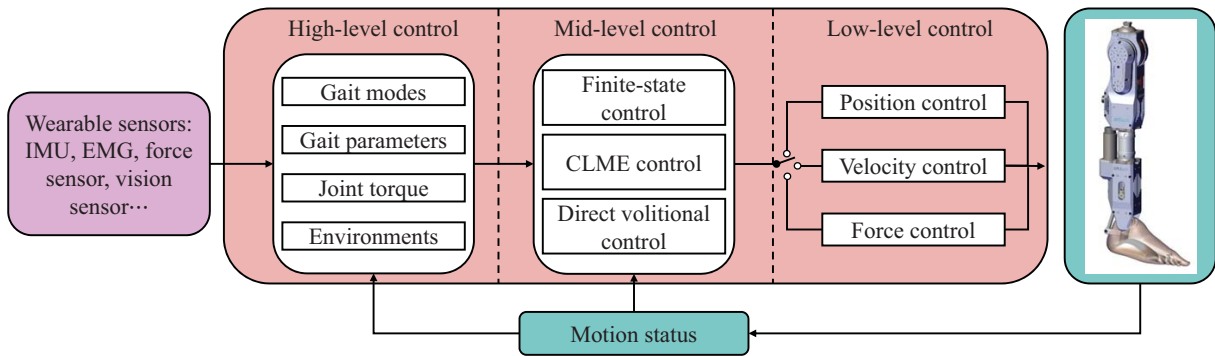 High-level control
Mid-level control
Low-level control
Wearable sensors:
IMU, EMG, force
sensor, vision
sensor···
Gait modes
Gait parameters
Joint torque
Environments
Finite-state
control
CLME control
Direct volitional
control
Position control
Velocity control
Force control
Motion status